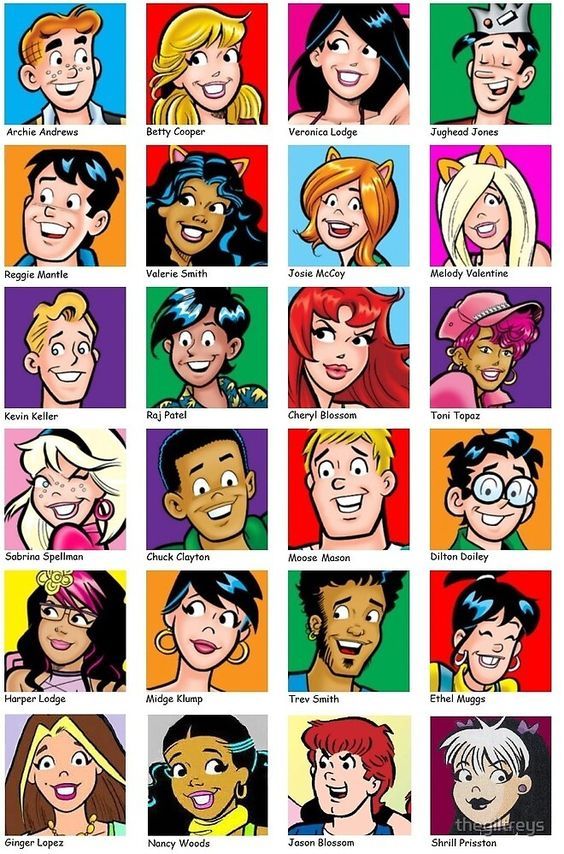 Archie Andrews
Betty Cooper
Veronica Lodge
Jughead Jones
Reggie Mantle
Valerie Smith
Josie McCoy
Melody Valentine
Kevin Keller
Raj Patel
Cheryl Blossom
Toni Topaz
Sabrina Spellman
Chuck Clayton
Moose Mason
Dilton Doiley
Harper Lodge
Midge Klump
Trev Smith
Ethel Muggs
Ginger Lopez
Nancy Woods
Jason Blossom
Shrill Prisston
thegiltreys